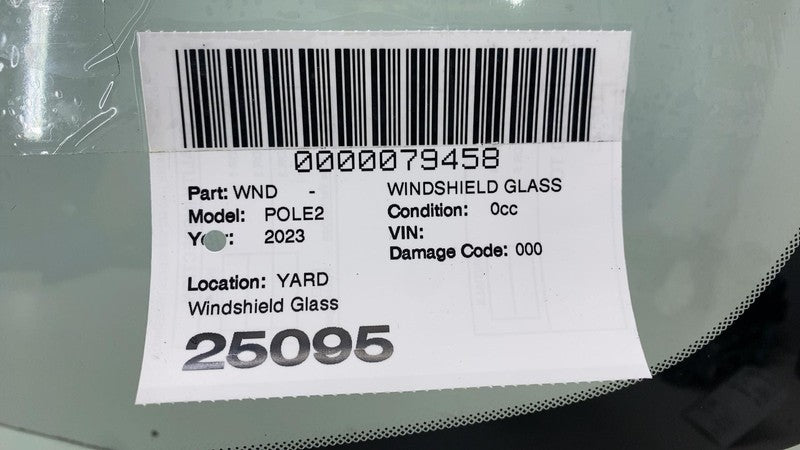 0000079458
Part: WND - WINDSHIELD GLASS
Model: POLE2 Condition: 0cc
2023 VIN:
Damage Code: 000
Location: YARD
Windshield Glass
25095